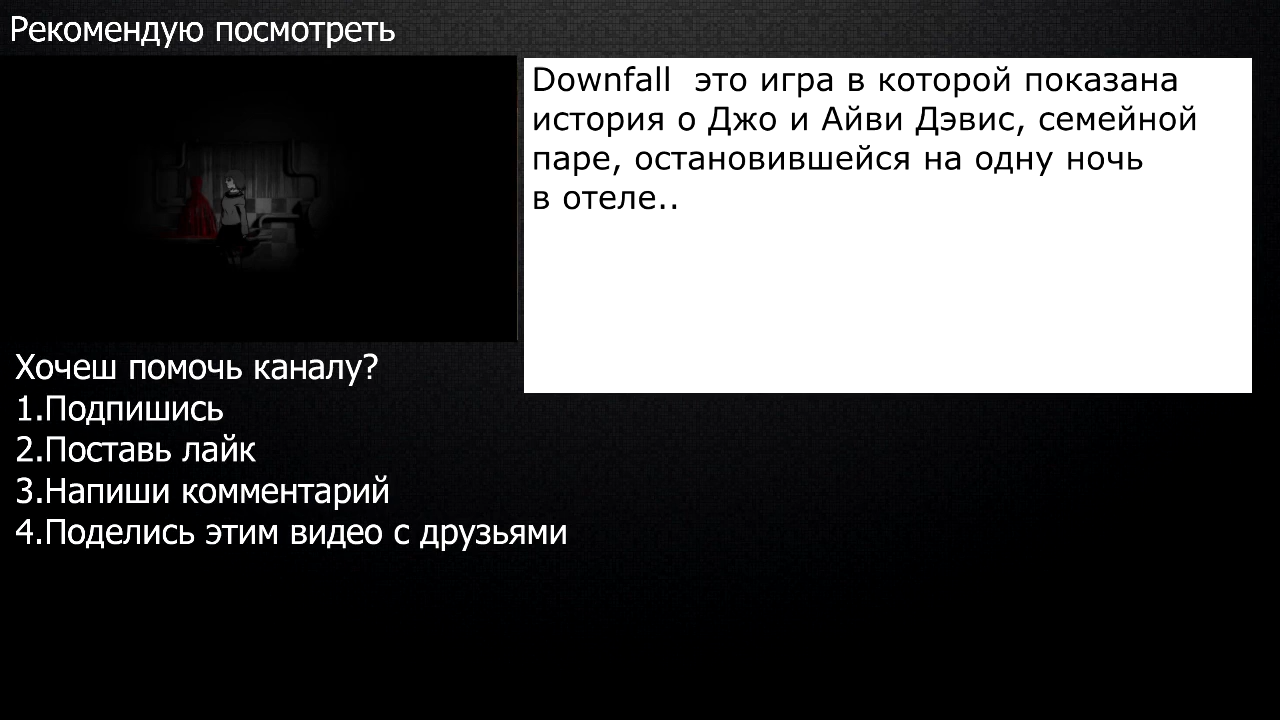 Рекомендую посмотреть
Downfall  это игра в которой показана
история о Джо и Айви Дэвис, семейной
паре, остановившейся на одну ночь
в отеле..
Хочеш помочь каналу?
1.Подпишись
2.Поставь лайк
3.Напиши комментарий
4.Поделись этим видео с друзьями